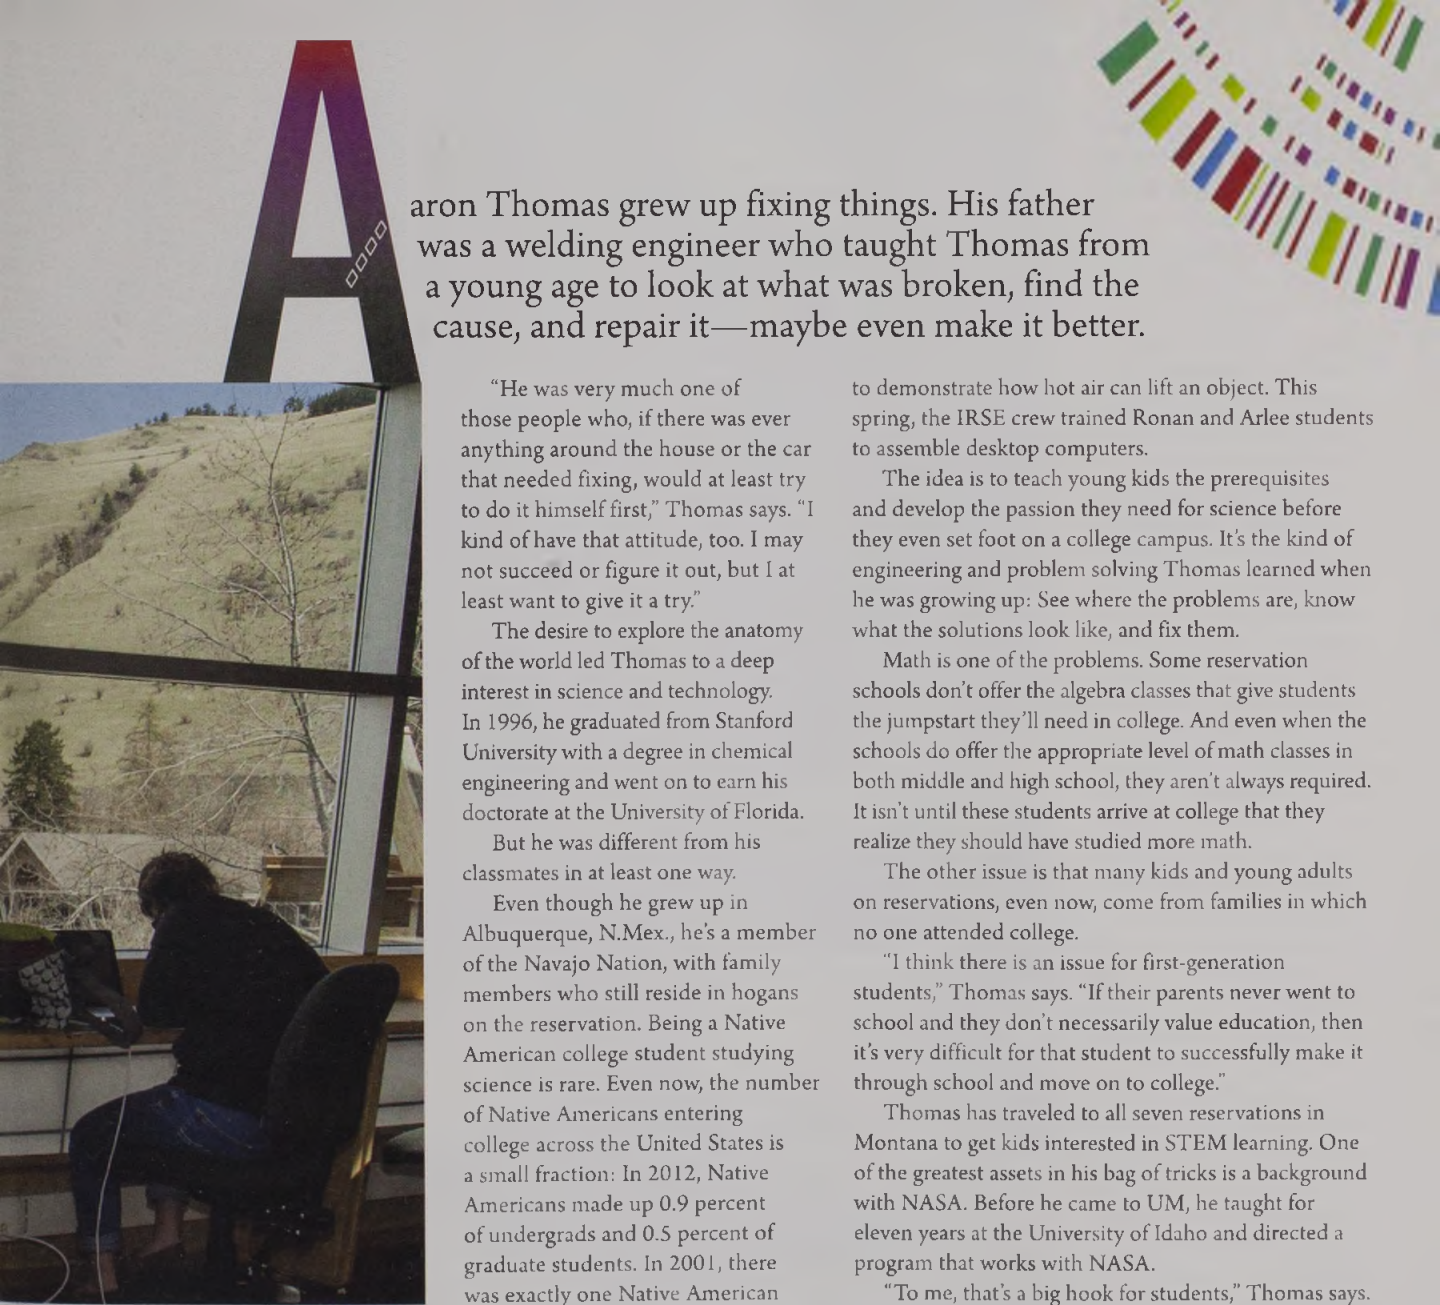 Aaron Thomas grew up fixing things. His father
was a welding engineer who taught Thomas from
a young age to look at what was broken, find the
cause, and repair it—maybe even make it better.
“He was very much one of
those people who, if there was ever
anything around the house or the car
that needed fixing, would at least try
to do it himself first,” Thomas says. “I
kind of have that attitude, too. I may
not succeed or figure it out, but I at
least want to give it a try.”
The desire to explore the anatomy
of the world led Thomas to a deep
interest in science and technology.
In 1996, he graduated from Stanford
University with a degree in chemical
engineering and went on to earn his
doctorate at the University of Florida.
But he was different from his
classmates in at least one way.
Even though he grew up in
Albuquerque, N.Mex., he’s a member
of the Navajo Nation, with family
members who still reside in hogans
on the reservation. Being a Native
American college student studying
science is rare. Even now, the number
of Native Americans entering
college across the United States is
a small fraction: In 2012, Native
Americans made up 0.9 percent
of undergrads and 0.5 percent of
graduate students. In 2001, there
was exactly one Native American
to demonstrate how hot air can lift an object. This
spring, the IRSE crew trained Ronan and Arlee students
to assemble desktop computers.
The idea is to teach young kids the prerequisites
and develop the passion they need for science before
they even set foot on a college campus. It’s the kind of
engineering and problem solving Thomas learned when
he was growing up: See where the problems are, know
what the solutions look like, and fix them.
Math is one of the problems. Some reservation
schools don’t offer the algebra classes that give students
the jumpstart they’ll need in college. And even when the
schools do offer the appropriate level of math classes in
both middle and high school, they aren’t always required.
It isn’t until these students arrive at college that they
realize they should have studied more math.
The other issue is that many kids and young adults
on reservations, even now, come from families in which
no one attended college.
“I think there is an issue for first-generation
students,” Thomas says. “If their parents never went to
school and they don’t necessarily value education, then
it’s very difficult for that student to successfully make it
through school and move on to college.”
Thomas has traveled to all seven reservations in
Montana to get kids interested in STEM learning. One
of the greatest assets in his bag of tricks is a background
with NASA. Before he came to UM, he taught for
eleven years at the University of Idaho and directed a
program that works with NASA.
“To me, that’s a big hook for students,” Thomas says.